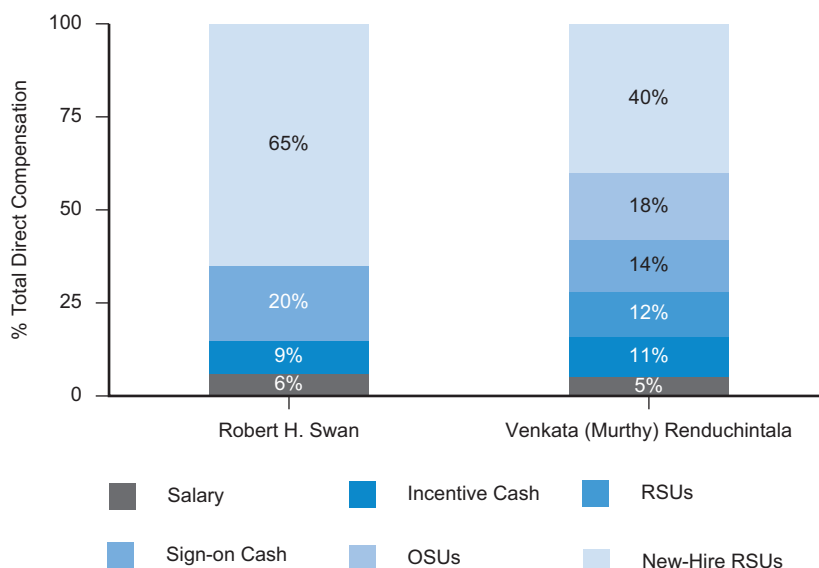 % Total Direct Compensation
100
75
50
25
0
65%
20%
9%
6%
40%
18%
14%
12%
11%
5%
Robert H. Swan
Venkata (Murthy) Renduchintala
Salary
Incentive Cash
RSUs
Sign-on Cash
OSUs
New-Hire RSUs